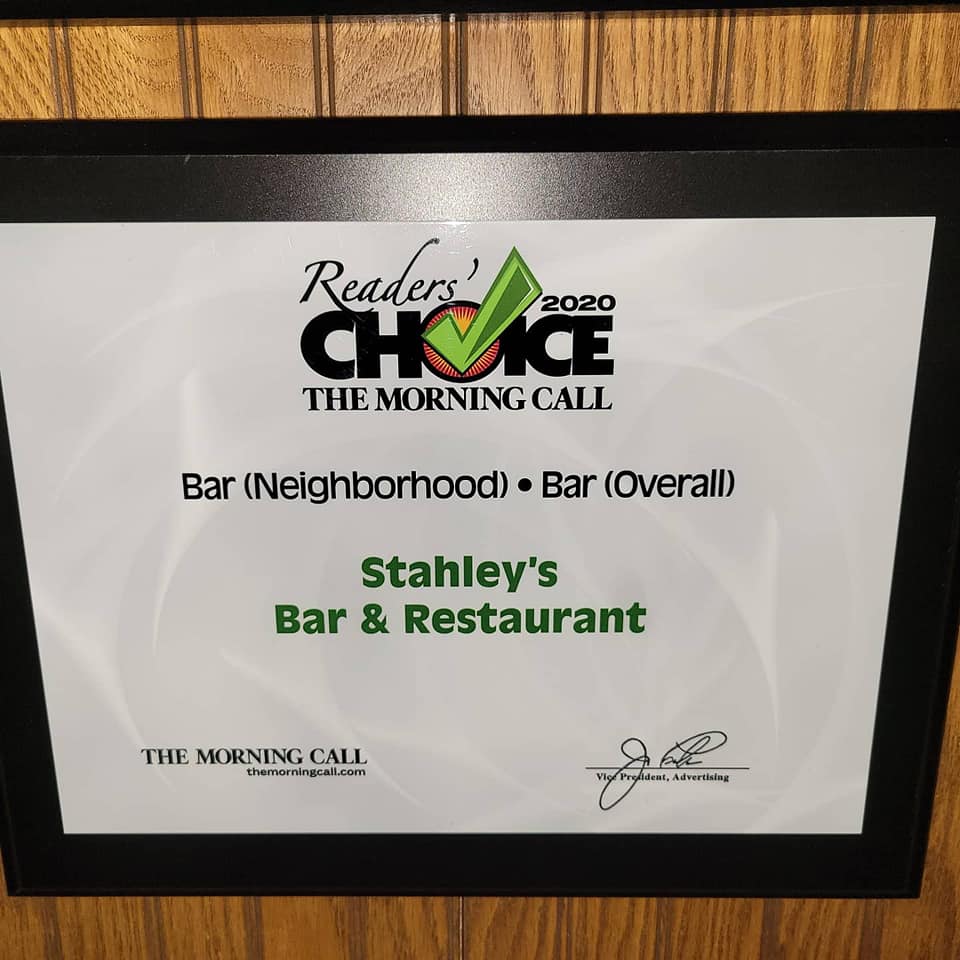 Readers'
CHOICE 2020
THE MORNING CALL
Bar (Neighborhood) • Bar (Overall)
Stahley's
Bar & Restaurant
THE MORNING CALL
themorningcall.com
Vice President, Advertising